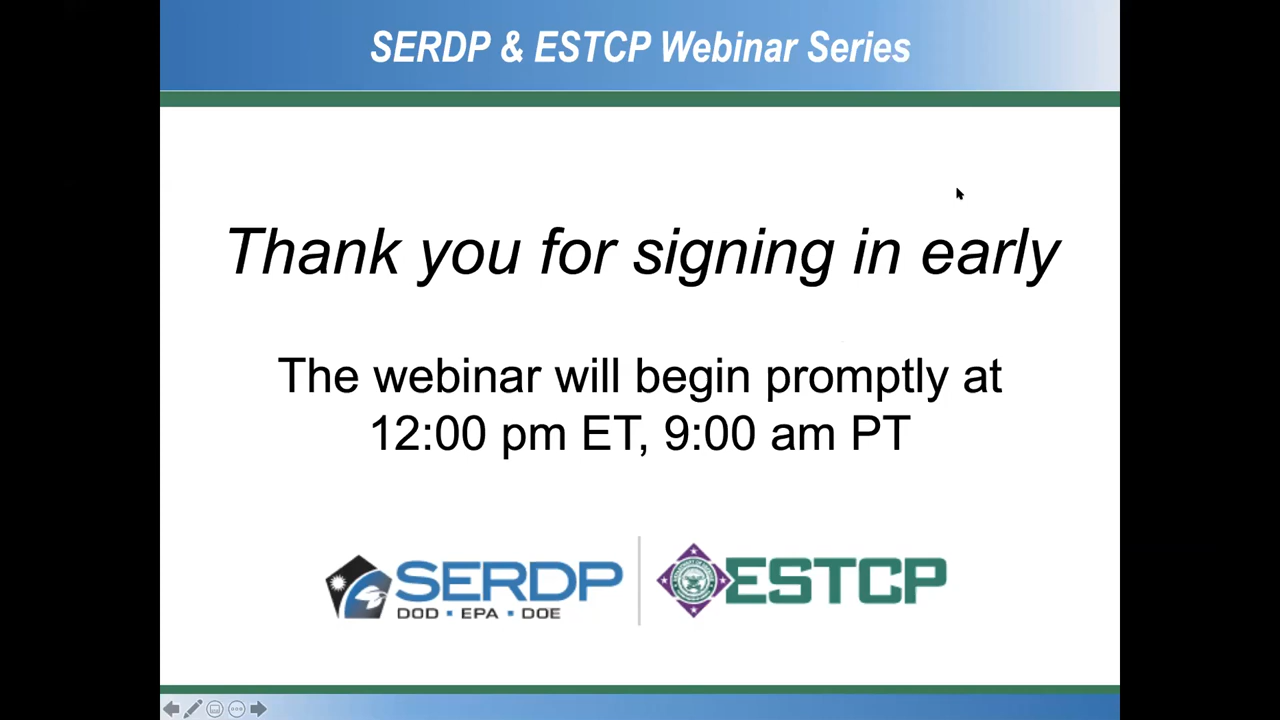 SERDP & ESTCP Webinar Series
Thank you for signing in early
The webinar will begin promptly at
12:00 pm ET, 9:00 am PT
SERDP
DOD • EPA • DOE
ESTCP